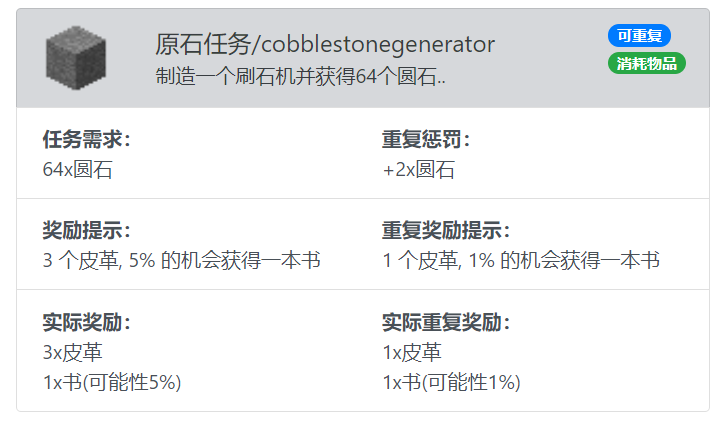 原石任务/cobblestonegenerator
可重复
制造一个刷石机并获得64个圆石..
消耗物品
任务需求：
重复惩罚：
64x圆石
+2x圆石
奖励提示：
重复奖励提示：
3 个皮革, 5% 的机会获得一本书
1 个皮革, 1% 的机会获得一本书
实际奖励：
实际重复奖励：
3x皮革
1x皮革
1x书(可能性5%)
1x书(可能性1%)